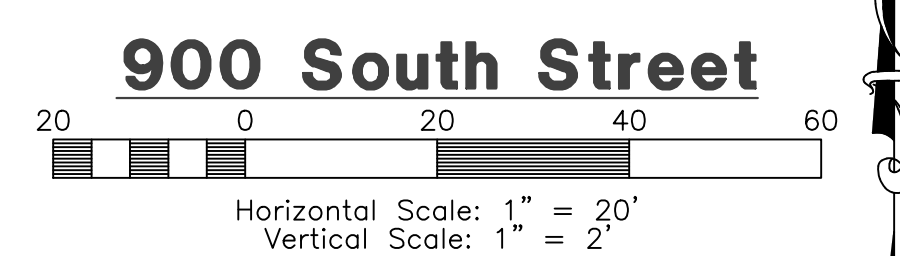 900 South Street
20 0 20 40 60
Horizontal Scale: 1" = 20'
Vertical Scale: 1" = 2'